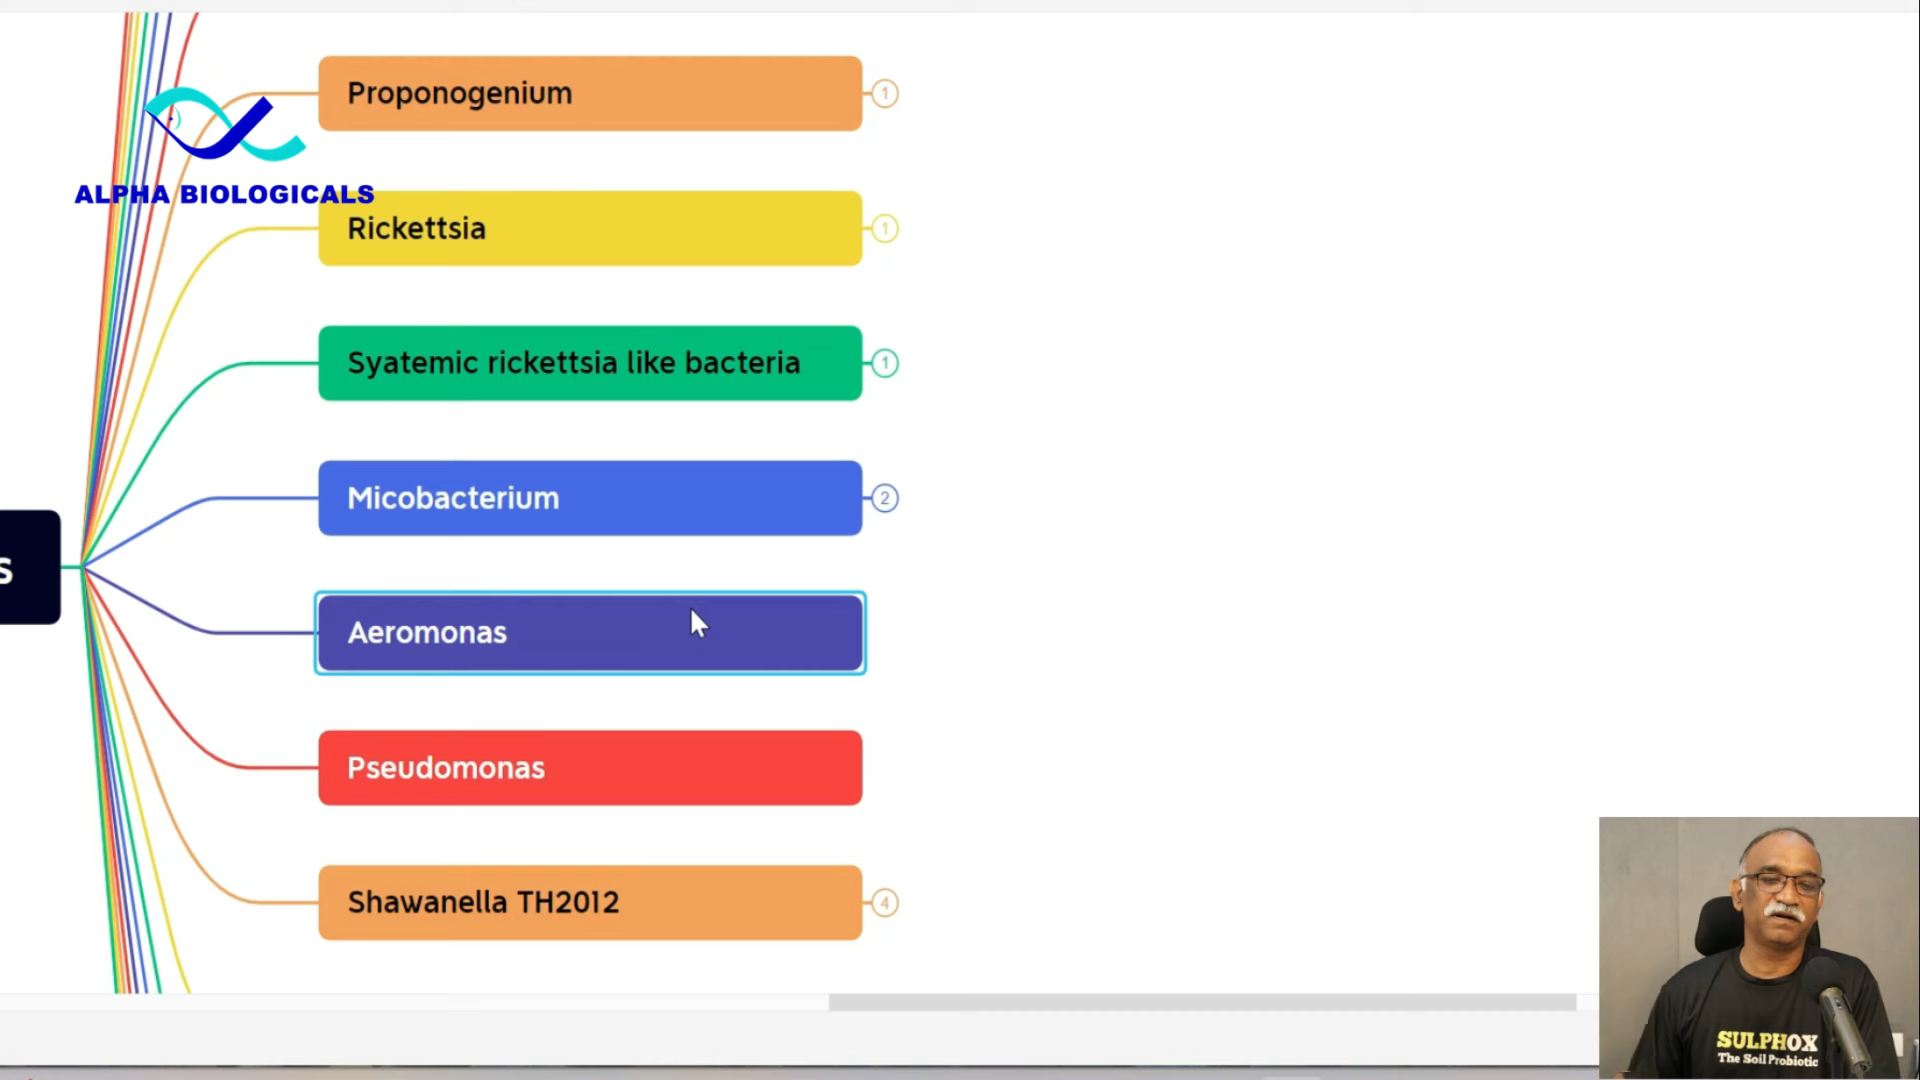 Proponogenium
1
ALPHA BIOLOGICALS
Rickettsia
1
Syatemic rickettsia like bacteria
1
Micobacterium
2
s
Aeromonas
Pseudomonas
Shawanella TH2012
4
SULPHOX
The Soil Probiotic